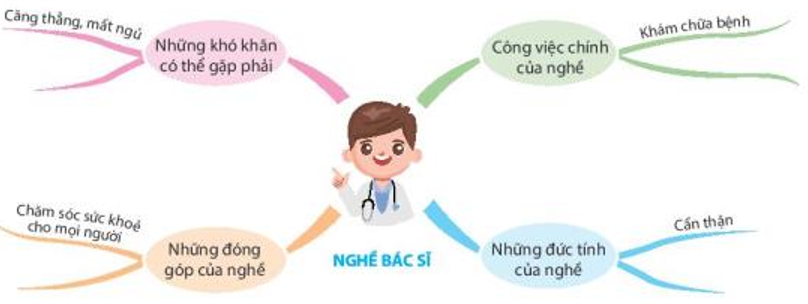 Căng thẳng, mất ngủ
Những khó khăn
có thể gặp phải
Công việc chính
của nghề
Khám chữa bệnh
Chăm sóc sức khoẻ
cho mọi người
Những đóng
góp của nghề
NGHỀ BÁC SĨ
Những đức tính
của nghề
Cẩn thận